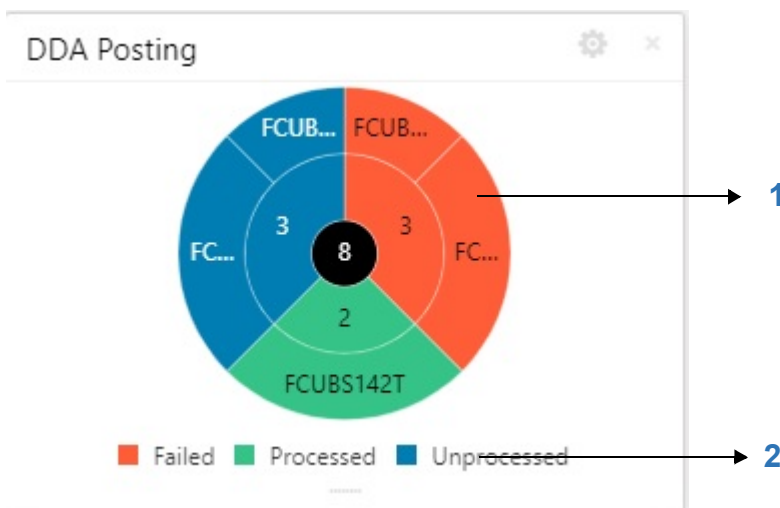 DDA Posting
FCUB... FCUB...
1
3 3
FC... 8 FC...
2
FCUBS142T
Failed Processed Unprocessed
2